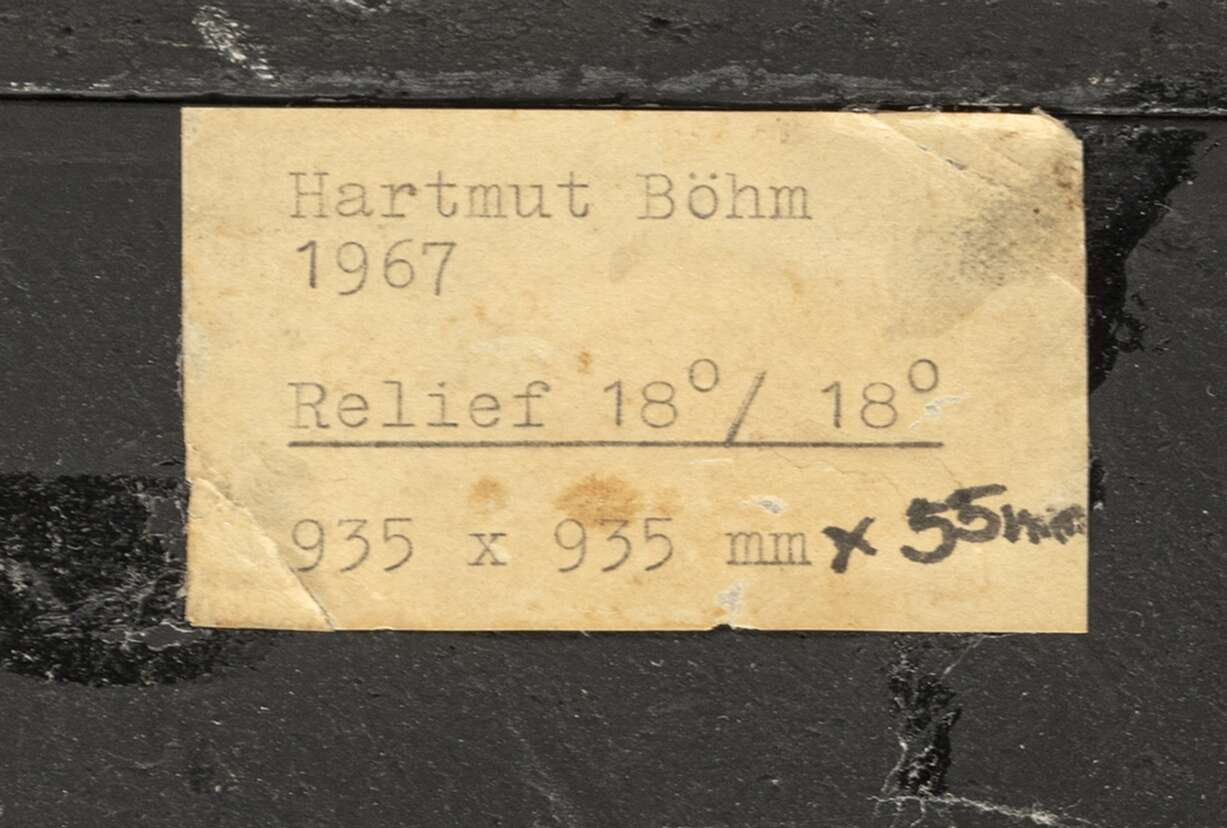 Hartmut Böhm
1967
Relief 18°/ 18°
935 x 935 mm x 55mm